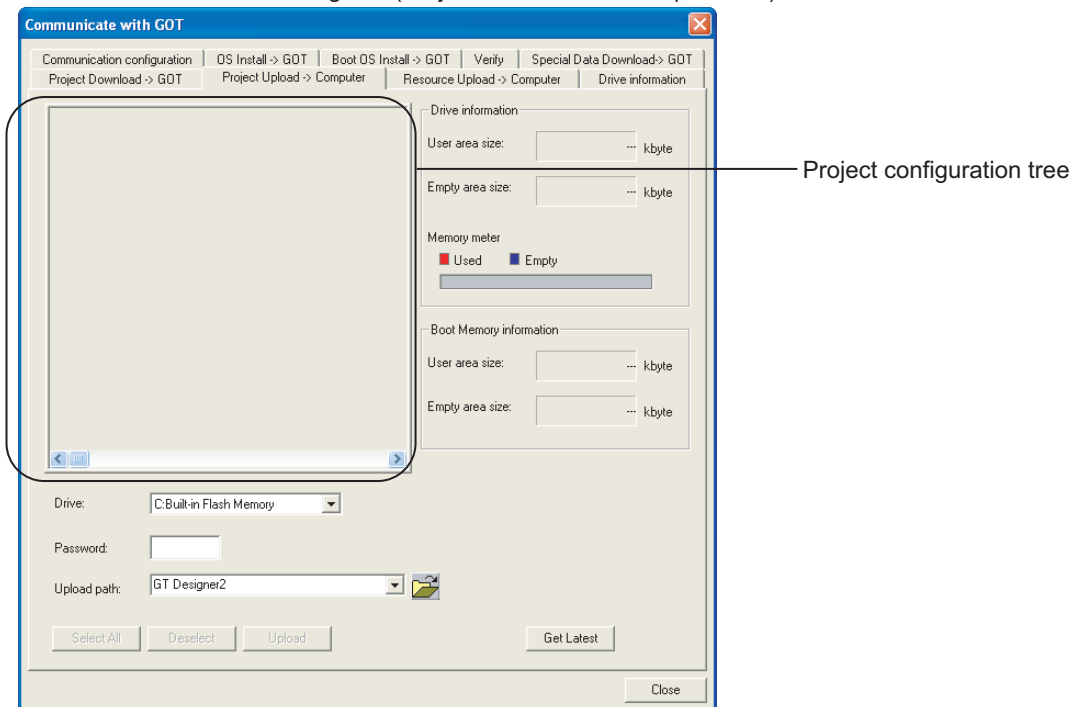 Communicate with GOT
Communication configuration OS Install -> GOT Boot OS Install -> GOT Verify Special Data Download-> GOT
Project Download -> GOT Project Upload -> Computer Resource Upload -> Computer Drive information
Drive information
User area size: --- kbyte
Project configuration tree
Empty area size: --- kbyte
Memory meter
Used Empty
Boot Memory information
User area size: --- kbyte
Empty area size: --- kbyte
Drive: C:Built-in Flash Memory
Password:
Upload path: GT Designer2
Select All Deselect Upload Get Latest
Close